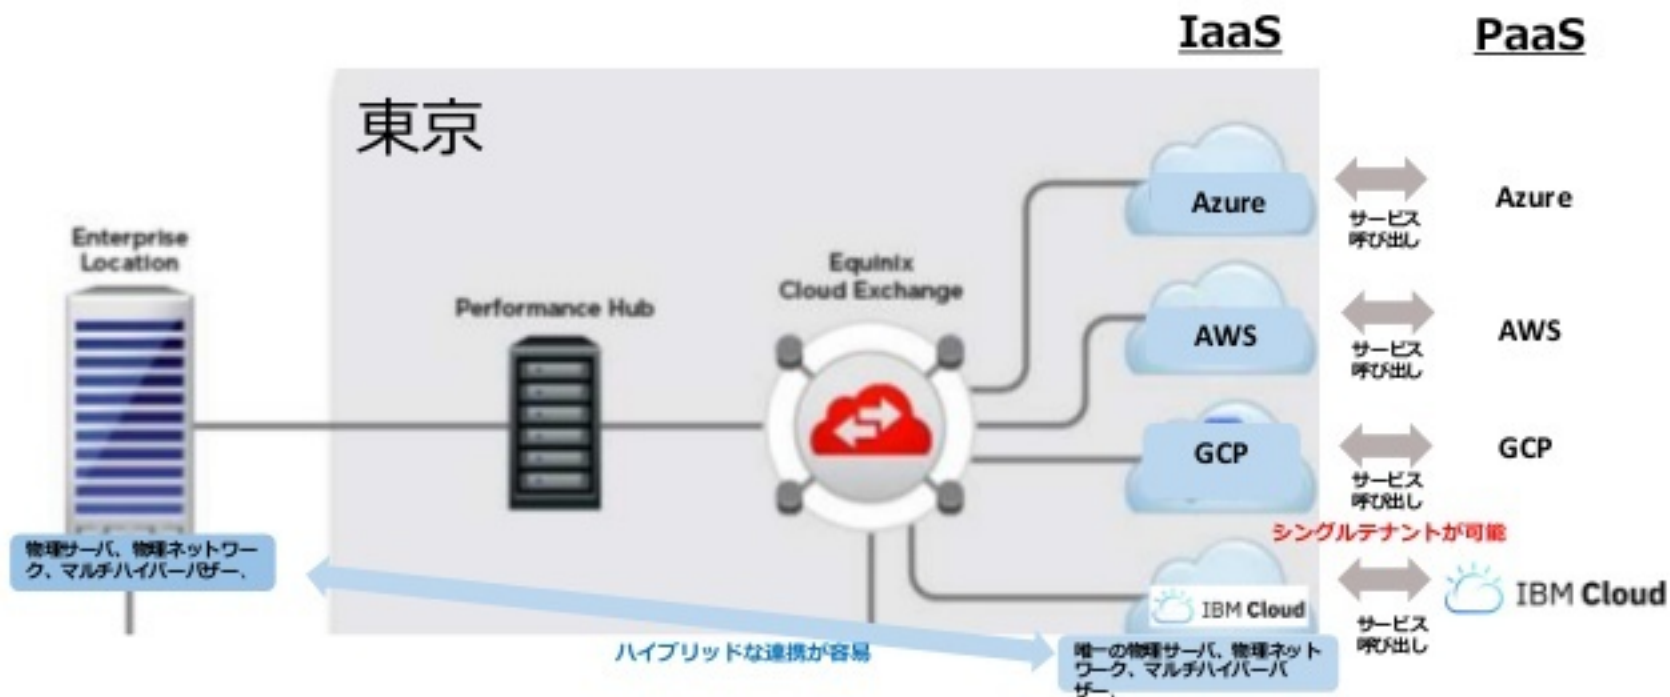 IaaS
PaaS
東京
Azure
サービス
呼び出し
Azure
Enterprise
Location
Equinix
Cloud Exchange
Performance Hub
AWS
サービス
呼び出し
AWS
GCP
サービス
呼び出し
GCP
シングルテナントが可能
物理サーバ、物理ネットワー
ク、マルチハイパーバザー、
IBM Cloud
サービス
呼び出し
IBM Cloud
ハイブリッドな連携が容易
唯一の物理サーバ、物理ネット
ワーク、マルチハイパーバ
ザー、